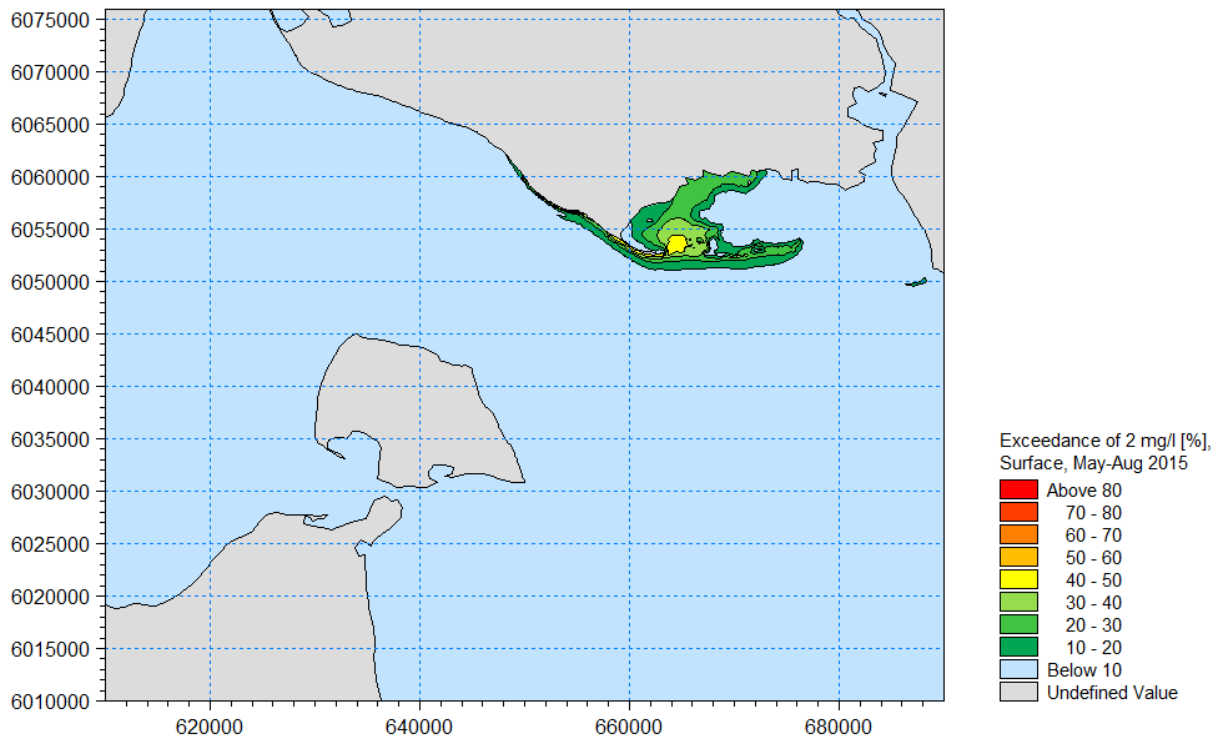 6075000
6070000
6065000
6060000
6055000
6050000
6045000
6040000
6035000
6030000
6025000
6020000
6015000
6010000
620000 640000 660000 680000
Exceedance of 2 mg/l [%],
Surface, May-Aug 2015
Above 80
70 - 80
60 - 70
50 - 60
40 - 50
30 - 40
20 - 30
10 - 20
Below 10
Undefined Value